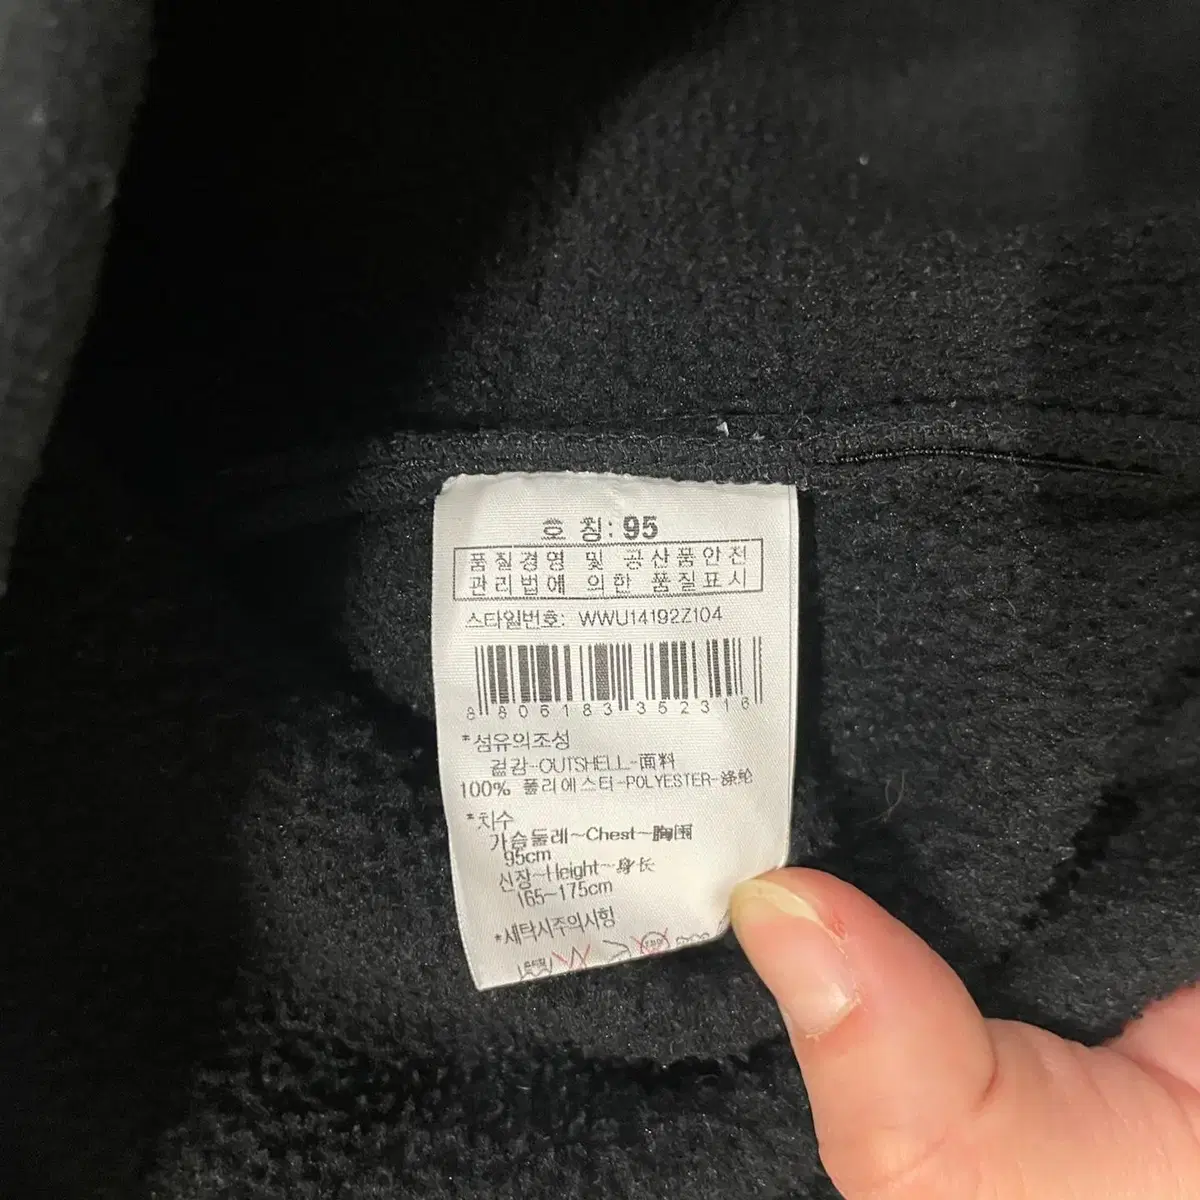 호 칭: 95
품질경영 및 공산품안전
관리법에 의한 품질표시
스타일번호: WWU14192Z104
8 806183 352316
*섬유의조성
겉감-OUTSHELL-面料
100% 폴리에스터-POLYESTER-涤纶
*치수
가슴둘레~Chest~胸围
95cm
신장~Height~身长
165~175cm
*세탁시주의사항